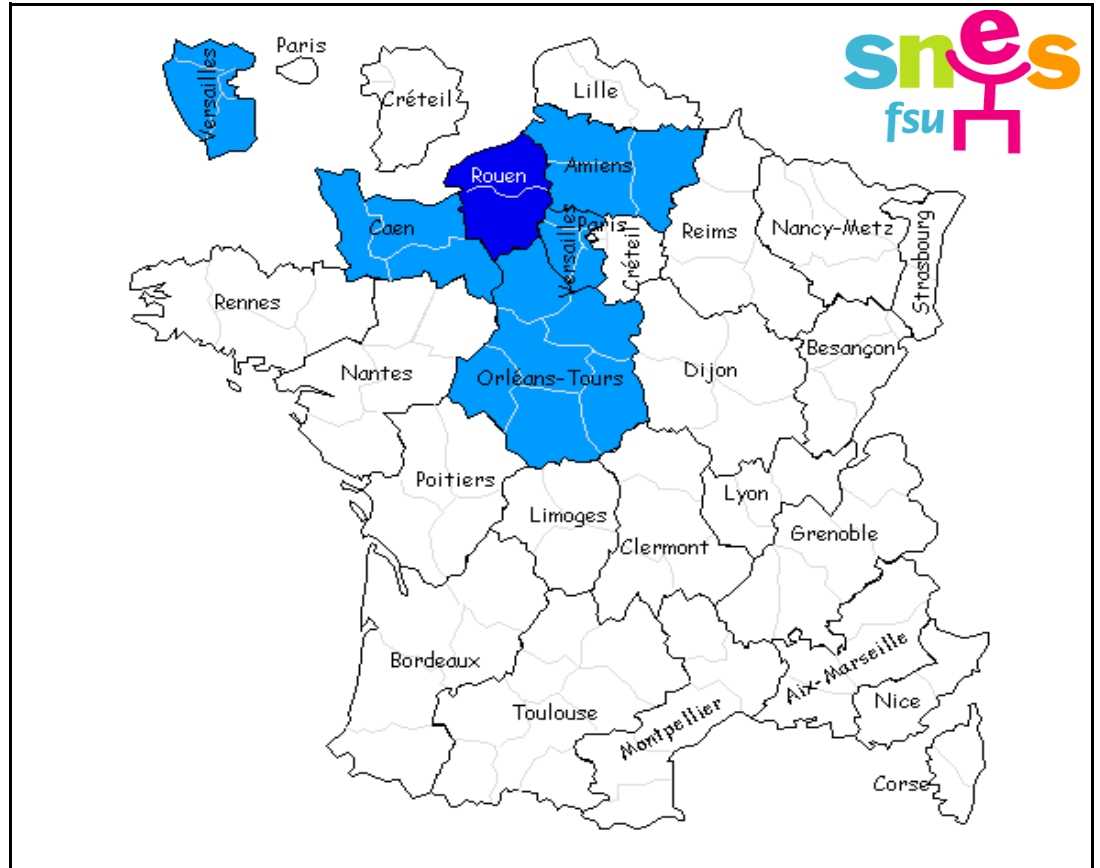 snes
fsu
Paris
Versailles
Créteil
Lille
Rouen
Amiens
Caen
Paris
Versailles
Créteil
Reims
Nancy-Metz
Strasbourg
Rennes
Nantes
Orléans-Tours
Dijon
Besançon
Poitiers
Limoges
Clermont
Lyon
Grenoble
Bordeaux
Toulouse
Montpellier
Aix-Marseille
Nice
Corse